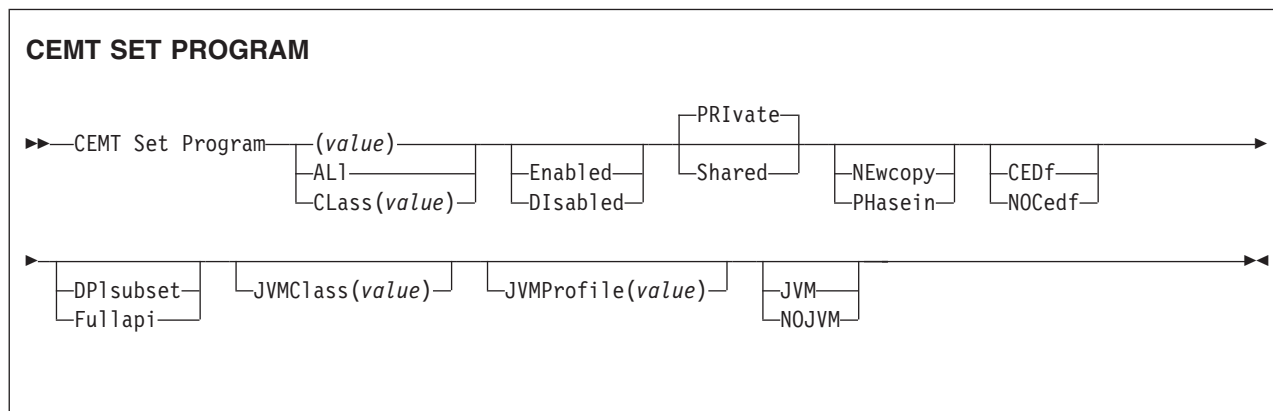 CEMT SET PROGRAM
PRIvate
CEMT Set Program (value)
ALl Enabled Shared NEwcopy CEDf
CLass(value) DIsabled PHasein NOCedf
DPlsubset JVMClass(value) JVMProfile(value) JVM
Fullapi NOJVM